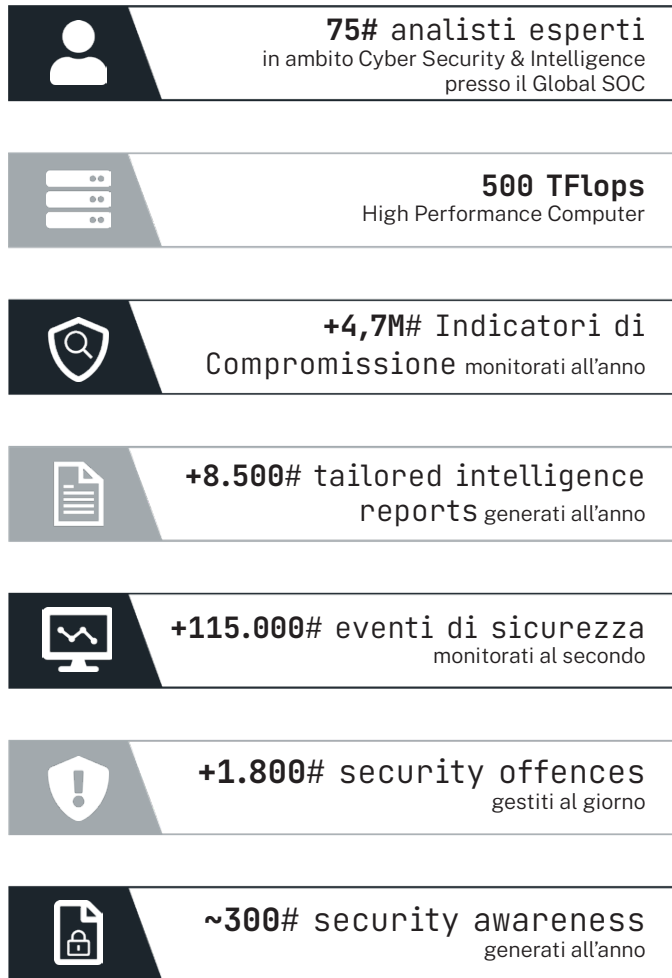 75# analisti esperti
in ambito Cyber Security & Intelligence
presso il Global SOC
500 TFlops
High Performance Computer
+4,7M# Indicatori di
Compromissione monitorati all’anno
+8.500# tailored intelligence
reports generati all’anno
+115.000# eventi di sicurezza
monitorati al secondo
+1.800# security offences
gestiti al giorno
~300# security awareness
generati all’anno